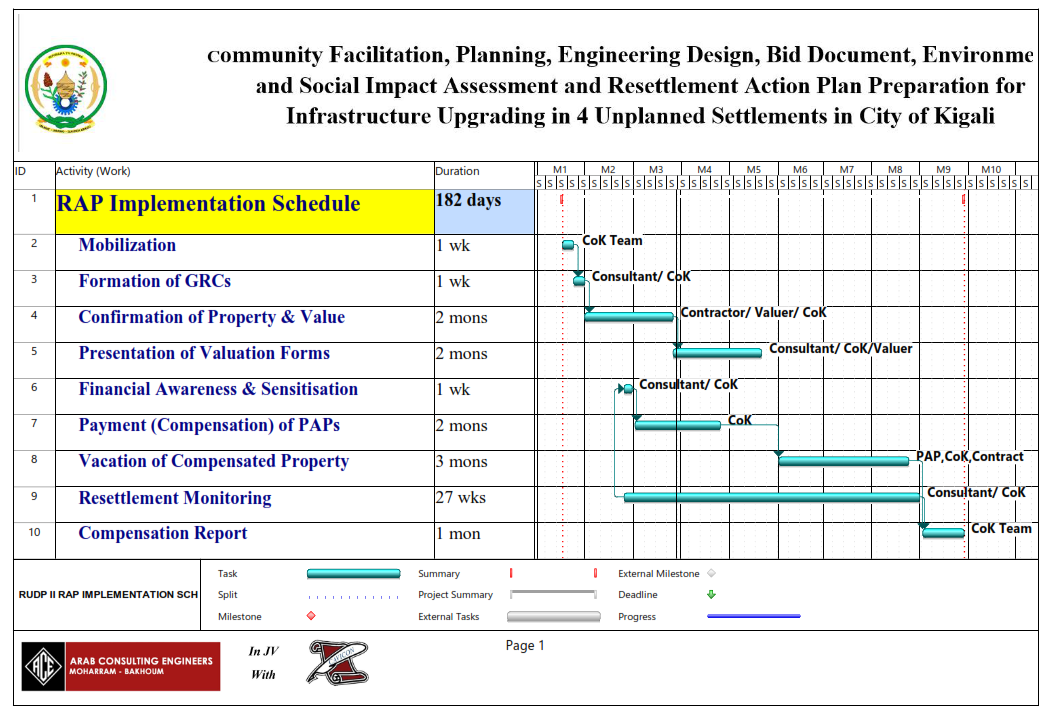 Community Facilitation, Planning, Engineering Design, Bid Document, Environme
and Social Impact Assessment and Resettlement Action Plan Preparation for
Infrastructure Upgrading in 4 Unplanned Settlements in City of Kigali
ID Activity (Work) Duration M1 M2 M3 M4 M5 M6 M7 M8 M9 M10
S S S S S S S S S S S S S S S S S S S S S S S S S S S S S S S S S S S S S S S S S S
1 RAP Implementation Schedule 182 days
2 Mobilization 1 wk CoK Team
3 Formation of GRCs 1 wk Consultant/ CoK
4 Confirmation of Property & Value 2 mons Contractor/ Valuer/ CoK
5 Presentation of Valuation Forms 2 mons Consultant/ CoK/Valuer
6 Financial Awareness & Sensitisation 1 wk Consultant/ CoK
7 Payment (Compensation) of PAPs 2 mons CoK
8 Vacation of Compensated Property 3 mons PAP,CoK,Contract
9 Resettlement Monitoring 27 wks Consultant/ CoK
10 Compensation Report 1 mon CoK Team
RUDP II RAP IMPLEMENTATION SCH
Task Summary External Milestone
Split Project Summary Deadline
Milestone External Tasks Progress
Page 1
ACE ARAB CONSULTING ENGINEERS
MOHARRAM - BAKHOUM
In JV
With